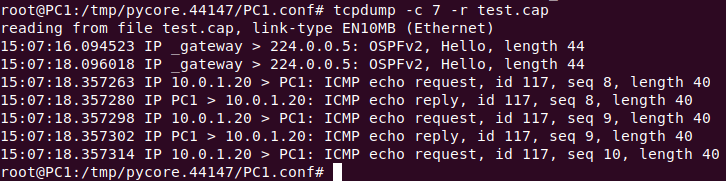 root@PC1:/tmp/pycore.44147/PC1.conf# tcpdump -c 7 -r test.cap
reading from file test.cap, link-type EN10MB (Ethernet)
15:07:16.094523 IP _gateway > 224.0.0.5: OSPFv2, Hello, length 44
15:07:18.096018 IP _gateway > 224.0.0.5: OSPFv2, Hello, length 44
15:07:18.357263 IP 10.0.1.20 > PC1: ICMP echo request, id 117, seq 8, length 40
15:07:18.357280 IP PC1 > 10.0.1.20: ICMP echo reply, id 117, seq 8, length 40
15:07:18.357298 IP 10.0.1.20 > PC1: ICMP echo request, id 117, seq 9, length 40
15:07:18.357302 IP PC1 > 10.0.1.20: ICMP echo reply, id 117, seq 9, length 40
15:07:18.357314 IP 10.0.1.20 > PC1: ICMP echo request, id 117, seq 10, length 40
root@PC1:/tmp/pycore.44147/PC1.conf#